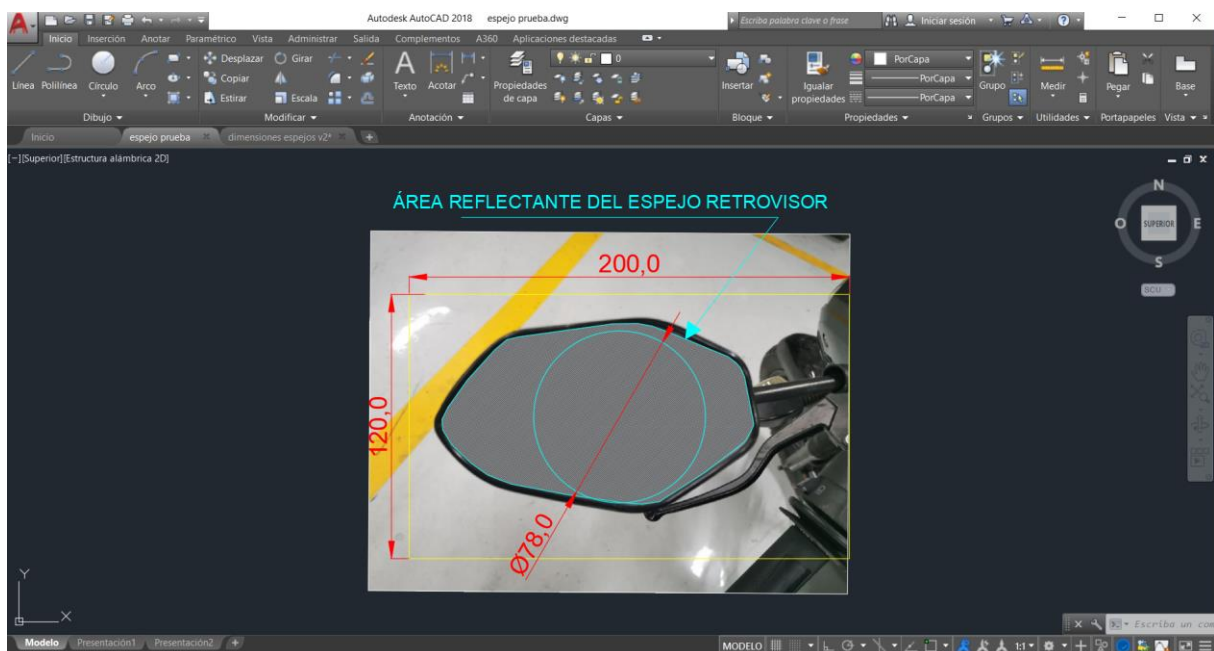 Autodesk AutoCAD 2018 espejo prueba.dwg
Escriba palabra clave o frase
Iniciar sesión
Inicio Inserción Anotar Paramétrico Vista Administrar Salida Complementos A360 Aplicaciones destacadas
Desplazar Girar
Copiar
Estirar Escala
Línea Polilínea Círculo Arco
Texto Acotar
Propiedades de capa
0
Insertar
Igualar propiedades
PorCapa
PorCapa
PorCapa
Grupo
Medir
Pegar
Base
Dibujo Modificar Anotación Capas Bloque Propiedades Grupos Utilidades Portapapeles Vista
Inicio espejo prueba dimensiones espejos v2*
[−][Superior][Estructura alámbrica 2D]
N
O SUPERIOR E
S
SCU
ÁREA REFLECTANTE DEL ESPEJO RETROVISOR
200,0
120,0
Ø78,0
Y
X
Escriba un com
Modelo Presentación1 Presentación2 +
MODELO 1:1